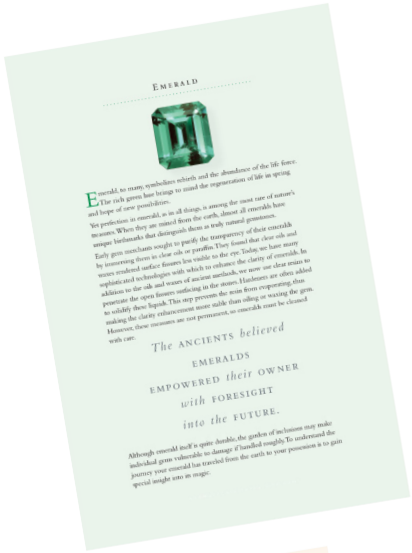 EMERALD
Emerald, to many, symbolizes rebirth and the abundance of the life force.
The rich green hue brings to mind the regeneration of life in spring
and hope of new possibilities.
Yet perfection in emerald, as in all things, is among the most rare of nature's
treasures. When they are mined from the earth, almost all emeralds have
unique birthmarks that distinguish them as truly natural gemstones.
Early gem merchants sought to purify the transparency of their emeralds
by immersing them in clear oils or paraffin. They found that clear oils and
waxes rendered surface fissures less visible to the eye. Today, we have many
sophisticated technologies with which to enhance the clarity of emeralds. In
addition to the oils and waxes of ancient methods, we now use clear resins to
penetrate the open fissures surfacing in the stones. Hardeners are often added
to solidify these liquids. This step prevents the resin from evaporating, thus
making the clarity enhancement more stable than oiling or waxing the gem.
However, these measures are not permanent, so emeralds must be cleaned
with care.
The ANCIENTS believed
EMERALDS
EMPOWERED their OWNER
with FORESIGHT
into the FUTURE.
Although emerald itself is quite durable, the garden of inclusions may make
individual gems vulnerable to damage if handled roughly. To understand the
journey your emerald has traveled from the earth to your possession is to gain
special insight into its magic.